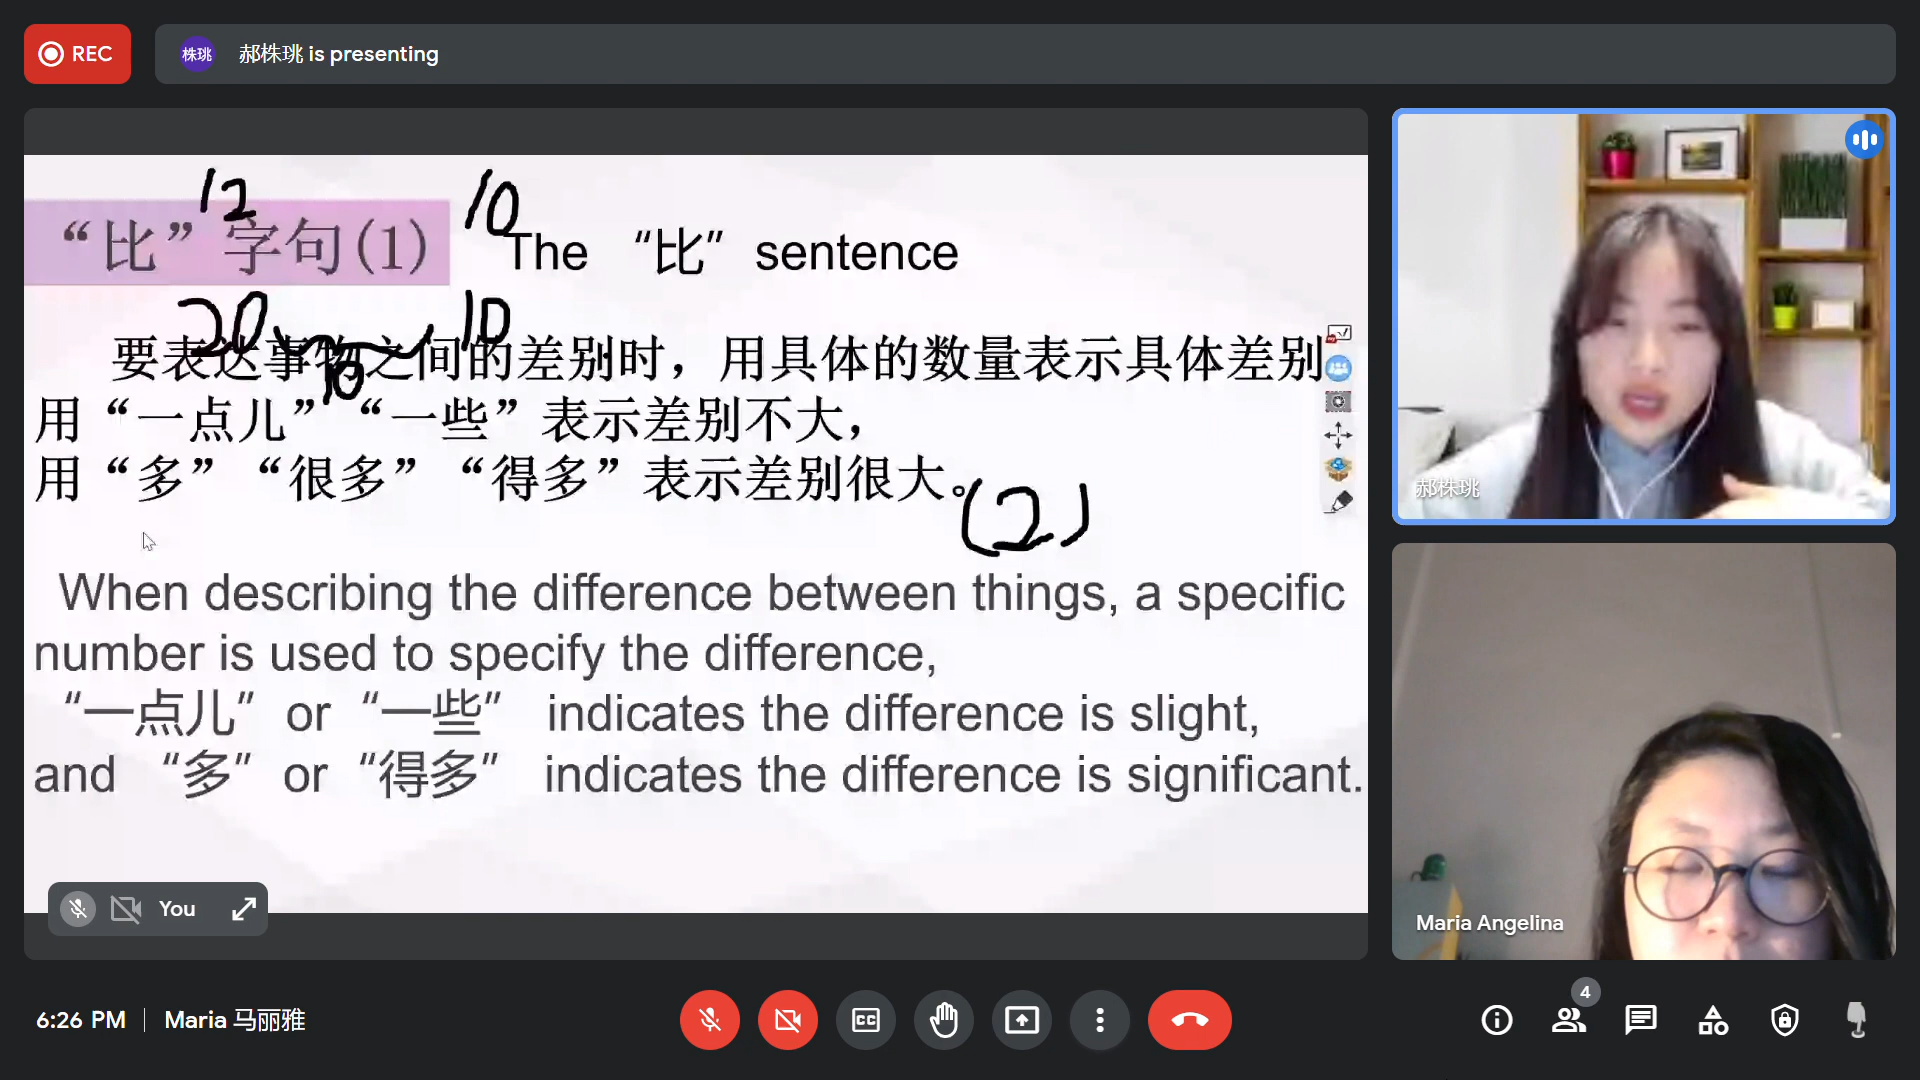 REC
株珧 郝株珧 is presenting
12 10
“比”字句(1) The “比” sentence
20 10
要表达事物之间的差别时，用具体的数量表示具体差别
10
用“一点儿”“一些”表示差别不大，
用“多”“很多”“得多”表示差别很大。
(2)
When describing the difference between things, a specific
number is used to specify the difference,
“一点儿” or “一些” indicates the difference is slight,
and “多” or “得多” indicates the difference is significant.
You
郝株珧
Maria Angelina
6:26 PM | Maria 马丽雅
CC
4